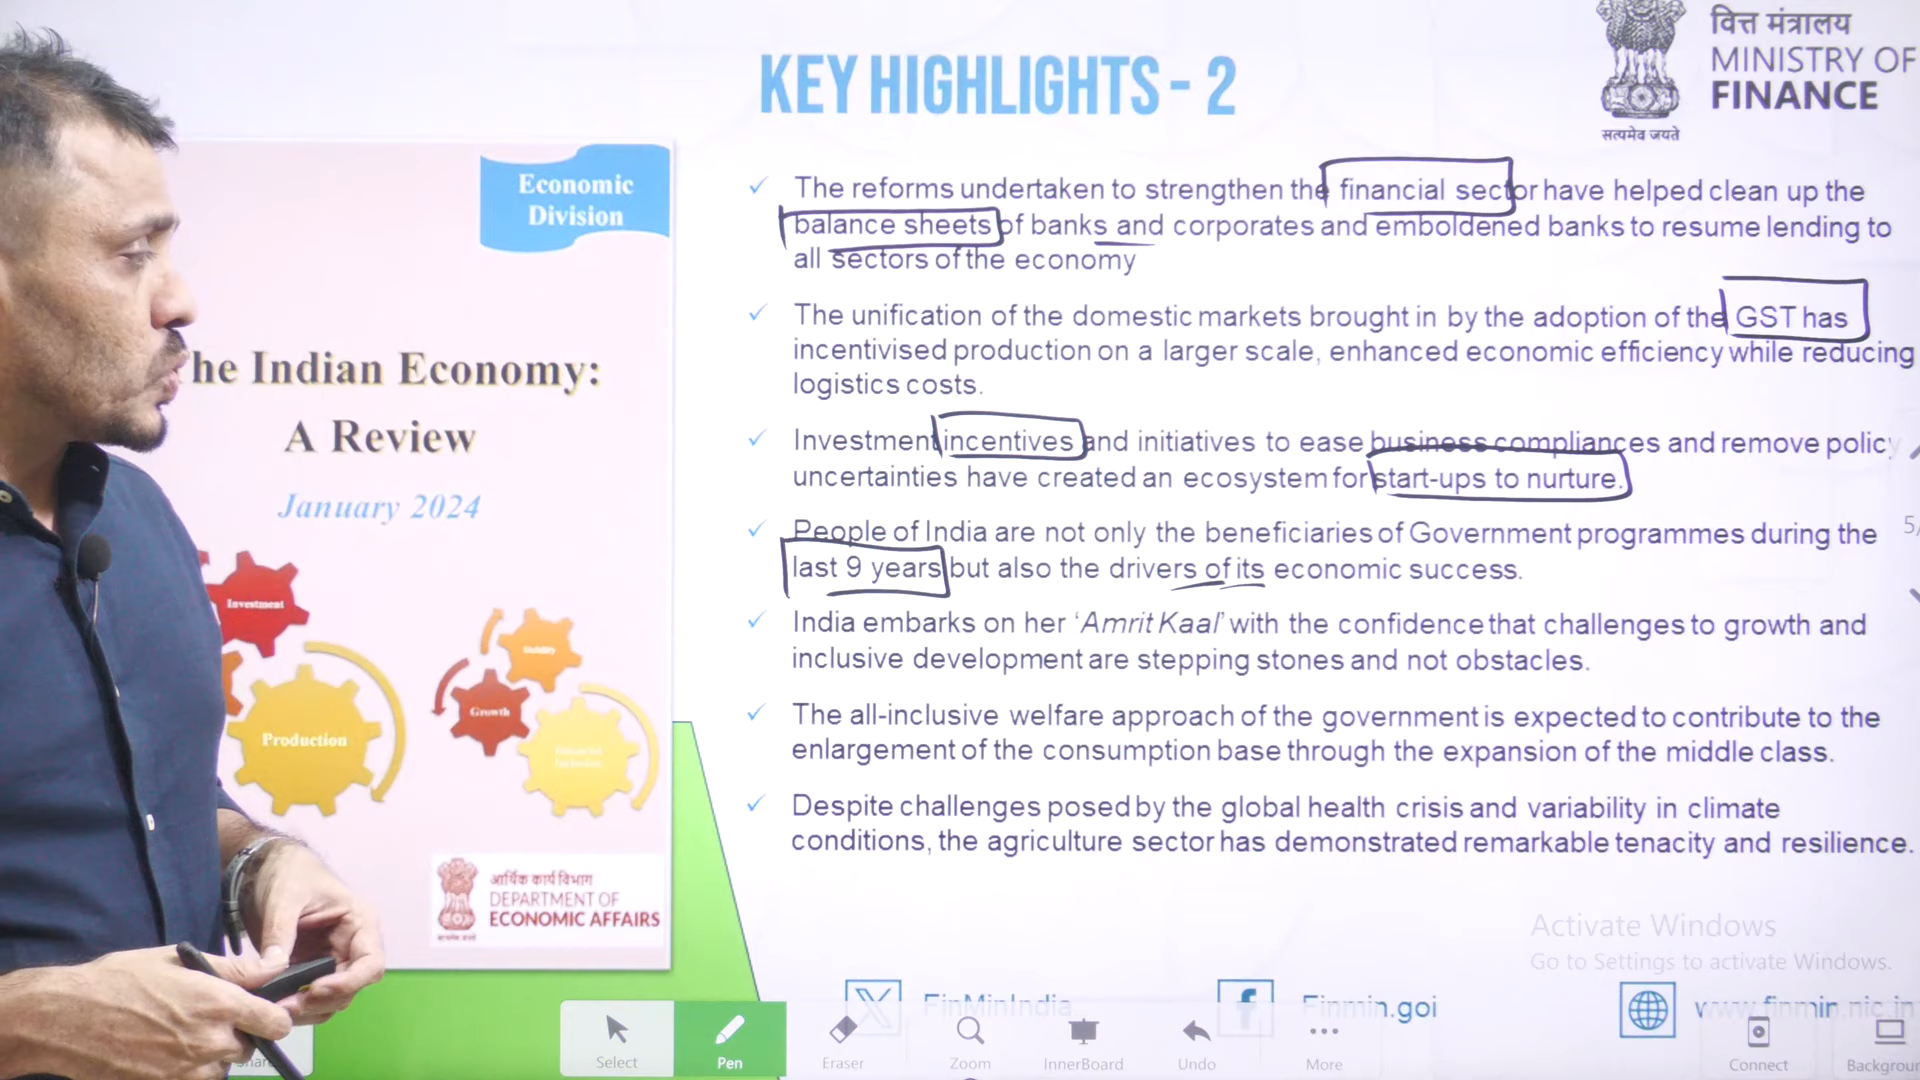 वित्त मंत्रालय
MINISTRY OF
FINANCE
सत्यमेव जयते
KEY HIGHLIGHTS - 2
Economic
Division
he Indian Economy:
A Review
January 2024
Investment
Stability
Growth
Production
आर्थिक कार्य विभाग
DEPARTMENT OF
ECONOMIC AFFAIRS
The reforms undertaken to strengthen the financial sector have helped clean up the
balance sheets of banks and corporates and emboldened banks to resume lending to
all sectors of the economy
The unification of the domestic markets brought in by the adoption of the GST has
incentivised production on a larger scale, enhanced economic efficiency while reducing
logistics costs.
Investment incentives and initiatives to ease business compliances and remove policy
uncertainties have created an ecosystem for start-ups to nurture.
People of India are not only the beneficiaries of Government programmes during the
last 9 years but also the drivers of its economic success.
India embarks on her ‘Amrit Kaal’ with the confidence that challenges to growth and
inclusive development are stepping stones and not obstacles.
The all-inclusive welfare approach of the government is expected to contribute to the
enlargement of the consumption base through the expansion of the middle class.
Despite challenges posed by the global health crisis and variability in climate
conditions, the agriculture sector has demonstrated remarkable tenacity and resilience.
5/
Activate Windows
Go to Settings to activate Windows.
FinMinIndia
Finmin.goi
www.finmin.nic.in
Shar
Select
Pen
Eraser
Zoom
InnerBoard
Undo
More
Connect
Backgrou